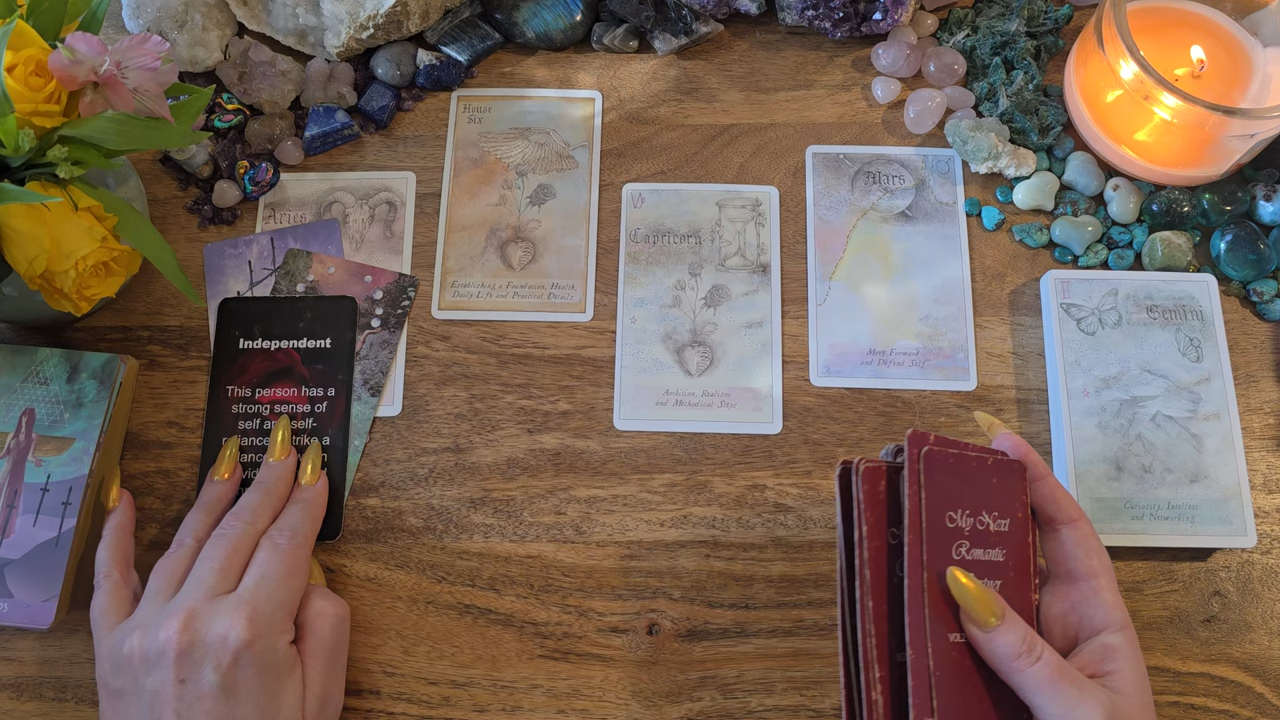 House
Six
Establishing a Foundation, Health,
Daily Life and Practical Details
Aries
Capricorn
Ambition, Realism
and Methodical Steps
Mars
Move Forward
and Defend Self
II
Gemini
Curiosity, Intellect
and Networking
Independent
This person has a
strong sense of
self
self-
a
My Next
Romantic